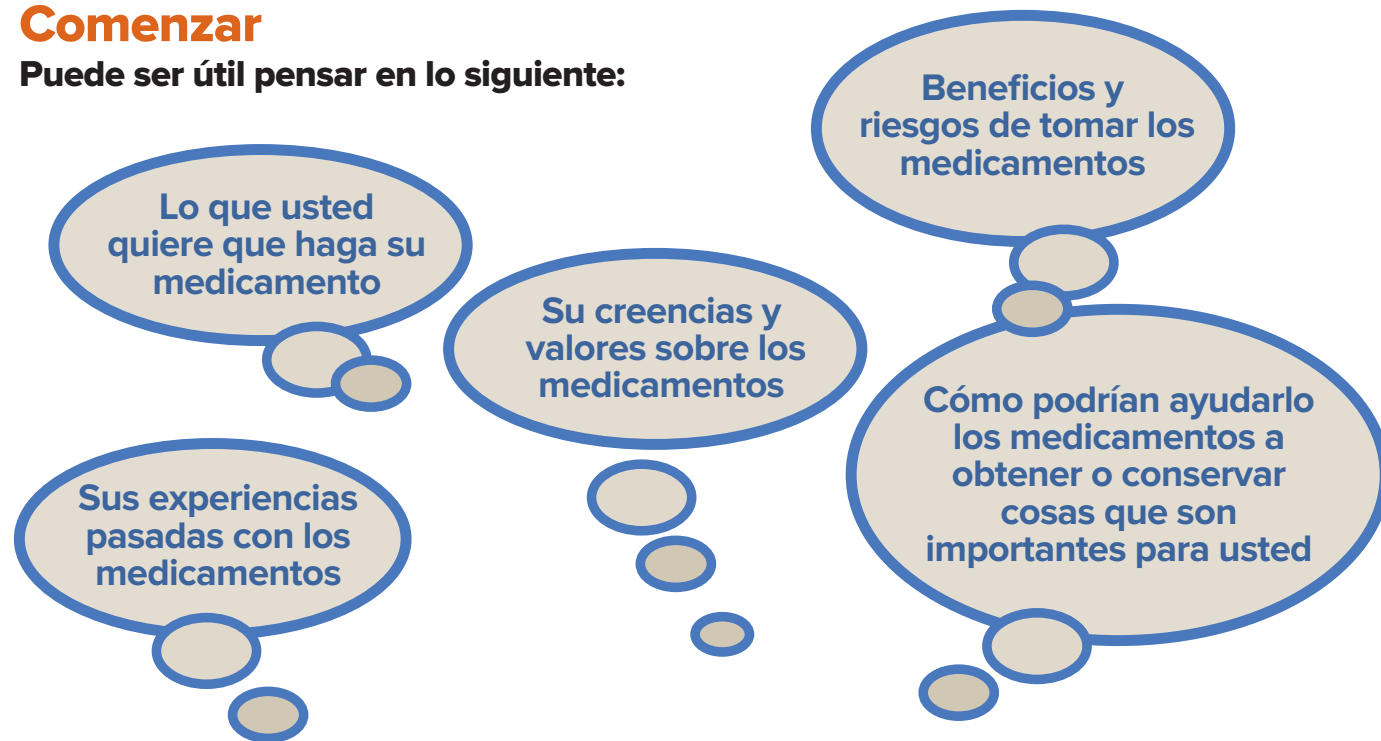 Comenzar
Puede ser útil pensar en lo siguiente:
Lo que usted
quiere que haga su
medicamento
Beneficios y
riesgos de tomar los
medicamentos
Su creencias y
valores sobre los
medicamentos
Cómo podrían ayudarlo
los medicamentos a
obtener o conservar
cosas que son
importantes para usted
Sus experiencias
pasadas con los
medicamentos